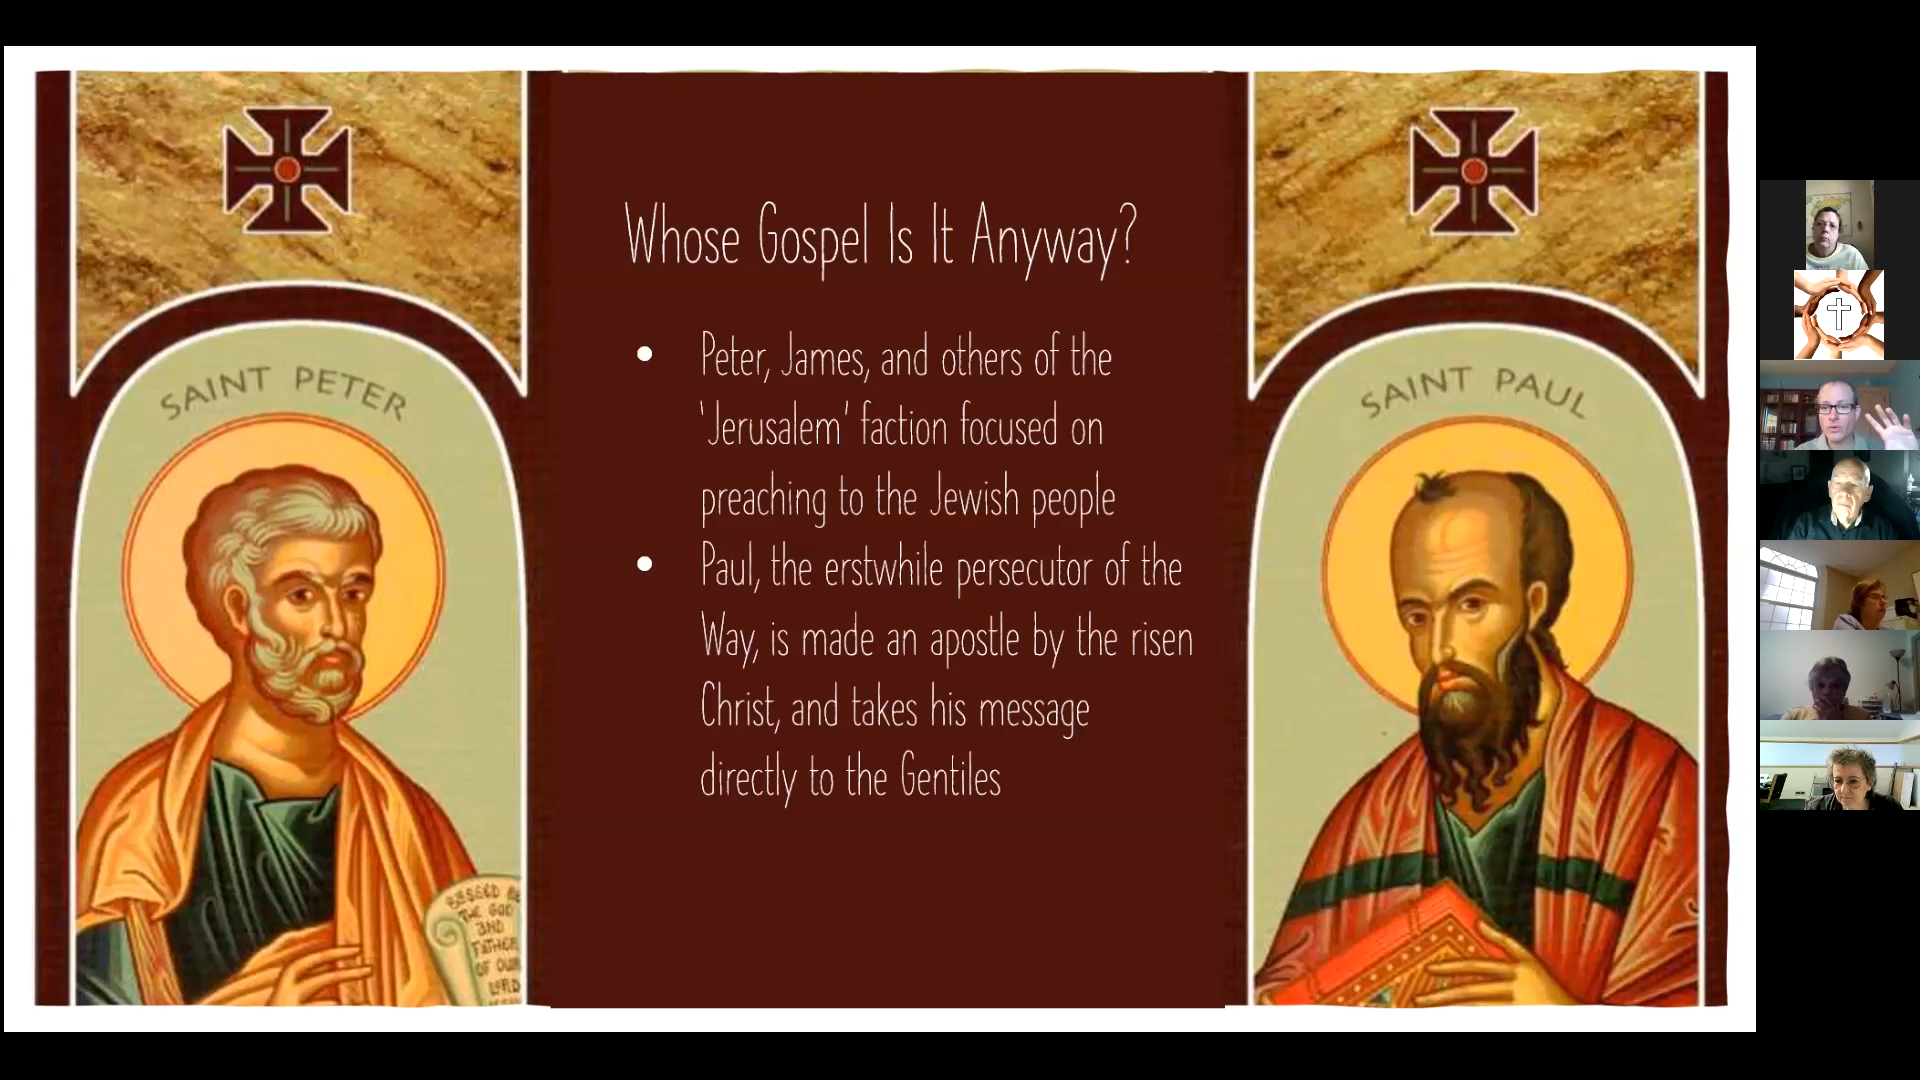 SAINT PETER
Whose Gospel Is It Anyway?
• Peter, James, and others of the
'Jerusalem' faction focused on
preaching to the Jewish people
• Paul, the erstwhile persecutor of the
Way, is made an apostle by the risen
Christ, and takes his message
directly to the Gentiles
SAINT PAUL
THE GOD
AND
FATHER
OF OUR
LORD